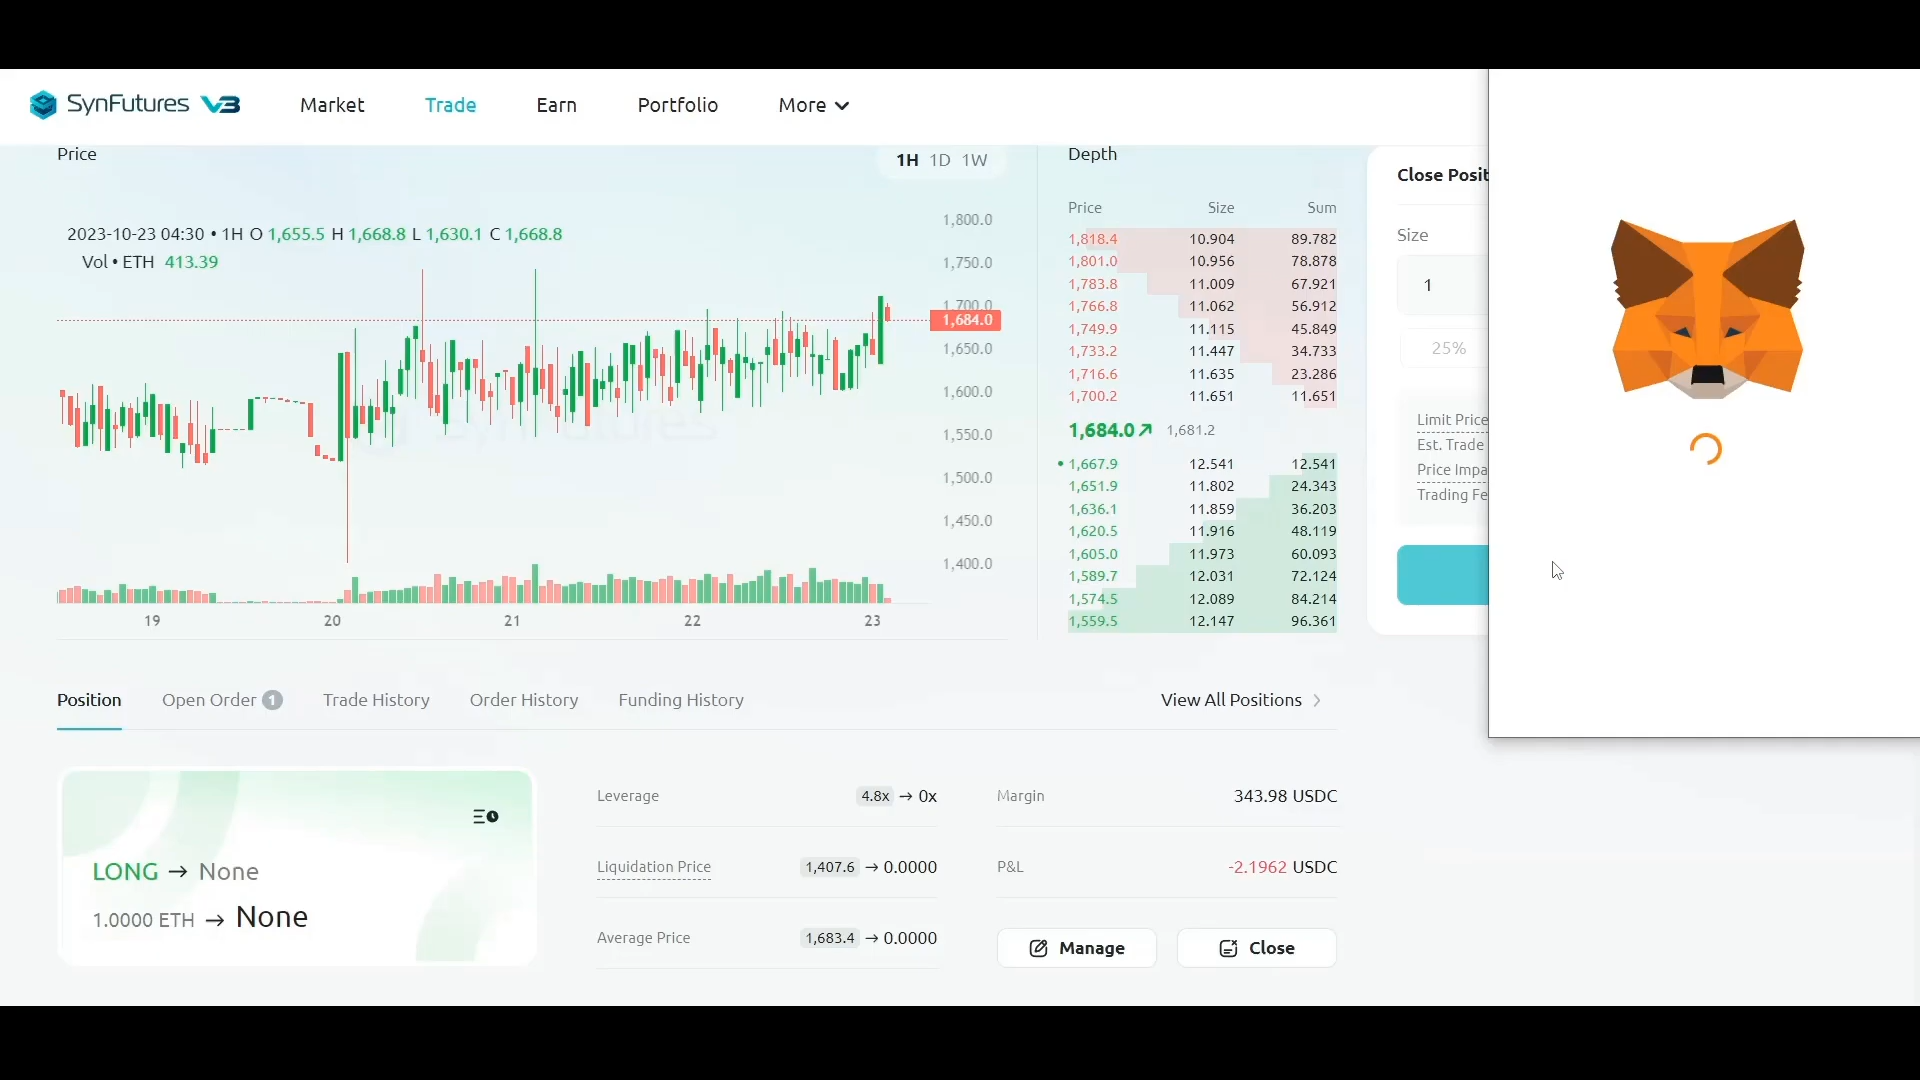 SynFutures V3 Market Trade Earn Portfolio More
Price
1H 1D 1W
2023-10-23 04:30 • 1H O 1,655.5 H 1,668.8 L 1,630.1 C 1,668.8
Vol • ETH 413.39
1,800.0
1,750.0
1,700.0
1,684.0
1,650.0
1,600.0
1,550.0
1,500.0
1,450.0
1,400.0
19 20 21 22 23
Depth
Price Size Sum
1,818.4 10.904 89.782
1,801.0 10.956 78.878
1,783.8 11.009 67.921
1,766.8 11.062 56.912
1,749.9 11.115 45.849
1,733.2 11.447 34.733
1,716.6 11.635 23.286
1,700.2 11.651 11.651
1,684.0↗ 1,681.2
• 1,667.9 12.541 12.541
1,651.9 11.802 24.343
1,636.1 11.859 36.203
1,620.5 11.916 48.119
1,605.0 11.973 60.093
1,589.7 12.031 72.124
1,574.5 12.089 84.214
1,559.5 12.147 96.361
Close Posit
Size
1
25%
Limit Price
Est. Trade
Price Impa
Trading Fe
Position Open Order 1 Trade History Order History Funding History View All Positions >
LONG → None
1.0000 ETH → None
Leverage 4.8x → 0x
Liquidation Price 1,407.6 → 0.0000
Average Price 1,683.4 → 0.0000
Margin 343.98 USDC
P&L -2.1962 USDC
Manage Close